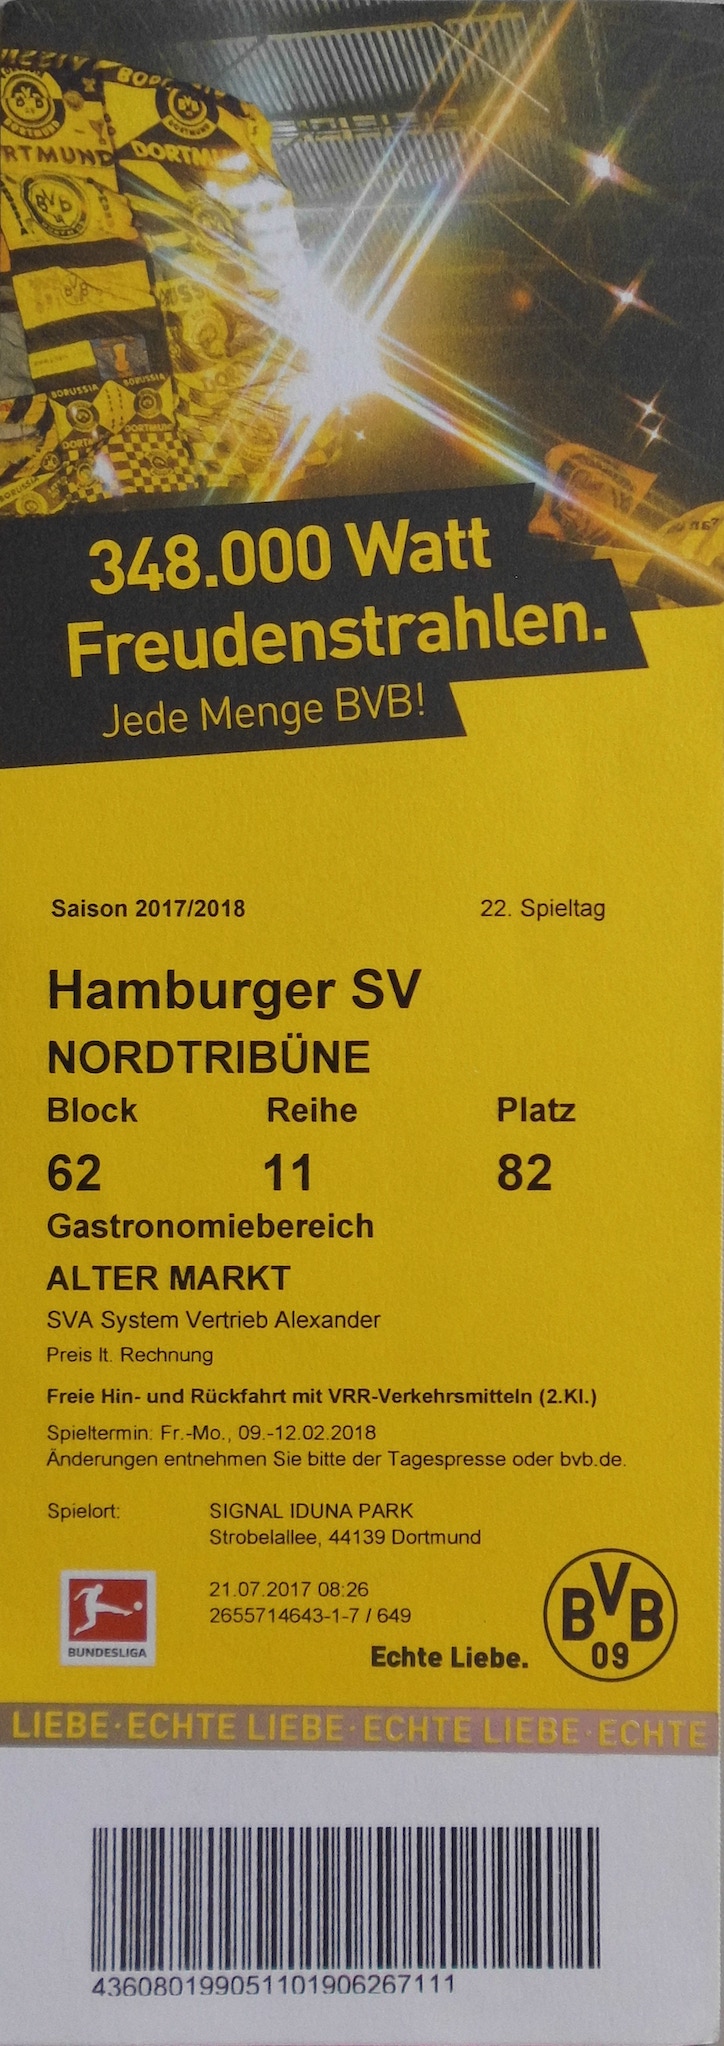 BORUSSIA
DORTMUND
348.000 Watt
Freudenstrahlen.
Jede Menge BVB!
Saison 2017/2018 22. Spieltag
Hamburger SV
NORDTRIBÜNE
Block Reihe Platz
62 11 82
Gastronomiebereich
ALTER MARKT
SVA System Vertrieb Alexander
Preis lt. Rechnung
Freie Hin- und Rückfahrt mit VRR-Verkehrsmitteln (2.Kl.)
Spieltermin: Fr.-Mo., 09.-12.02.2018
Änderungen entnehmen Sie bitte der Tagespresse oder bvb.de.
Spielort: SIGNAL IDUNA PARK
Strobelallee, 44139 Dortmund
21.07.2017 08:26
2655714643-1-7 / 649
BUNDESLIGA
Echte Liebe.
BVB
09
LIEBE·ECHTE LIEBE·ECHTE LIEBE·ECHTE
436080199051101906267111